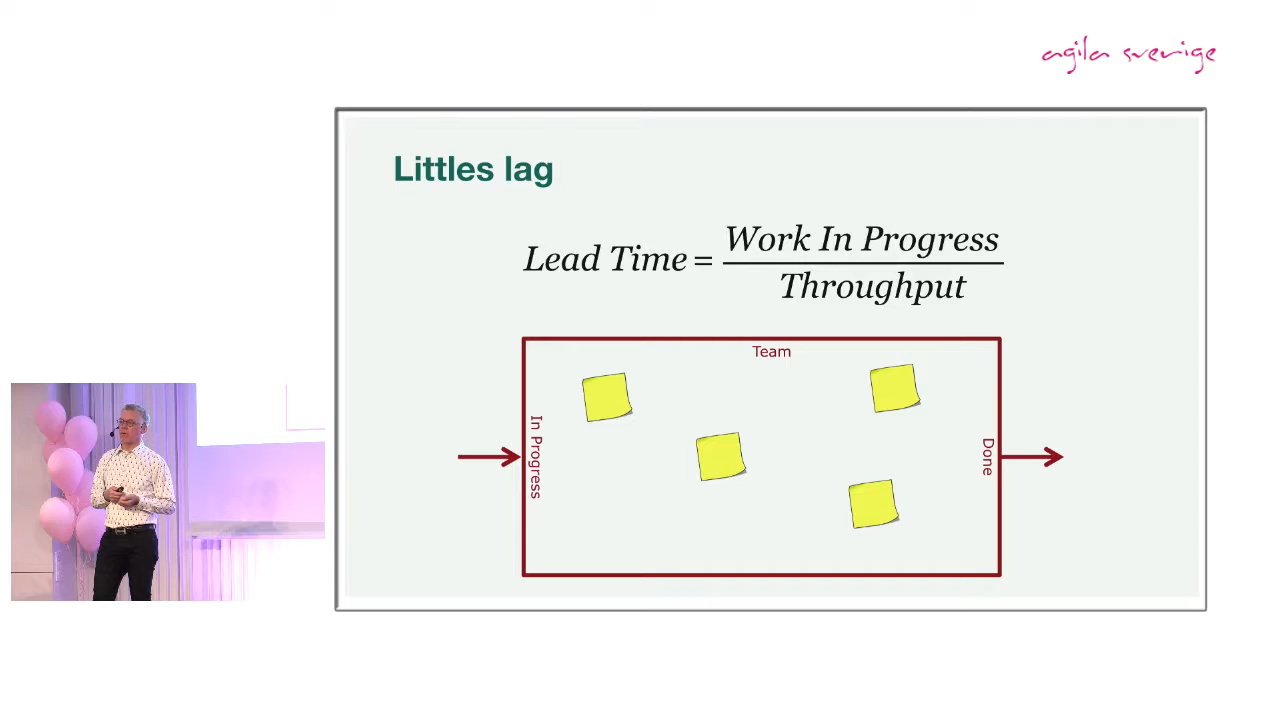 agila sverige
Littles lag
Lead Time = Work In Progress
Throughput
Team
In Progress
Done